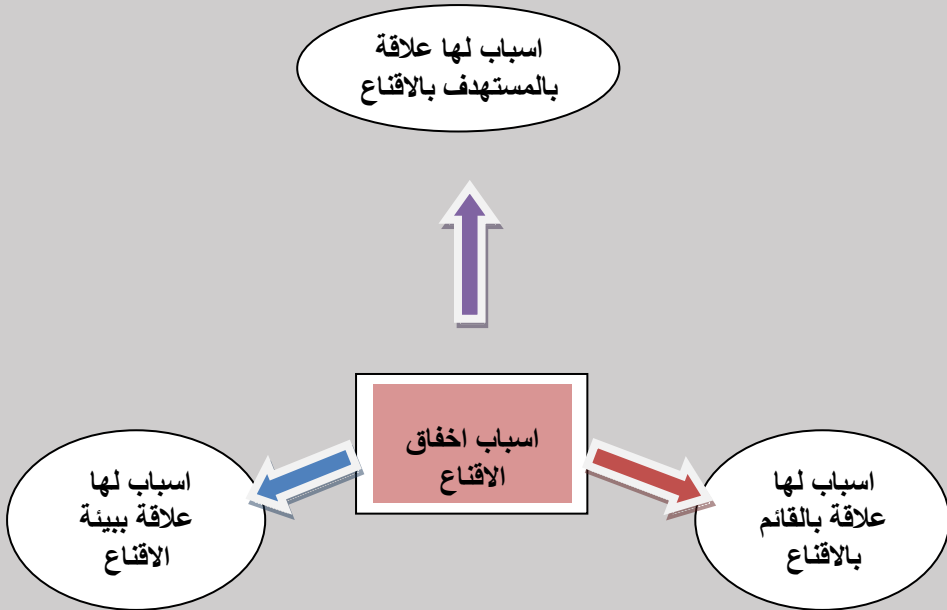 اسباب لها علاقة
بالمستهدف بالاقناع
اسباب اخفاق
الاقناع
اسباب لها
علاقة بالقائم
بالاقناع
اسباب لها
علاقة ببيئة
الاقناع